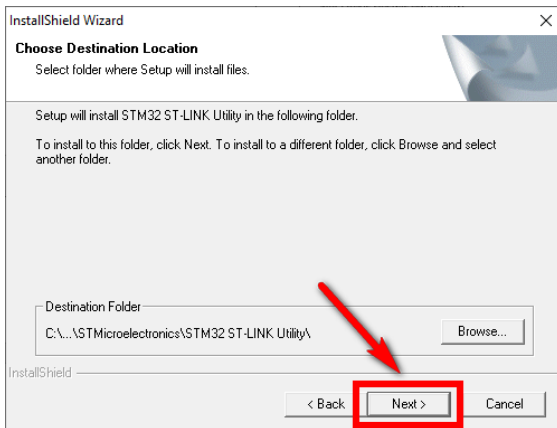 InstallShield Wizard
Choose Destination Location
Select folder where Setup will install files.
Setup will install STM32 ST-LINK Utility in the following folder.
To install to this folder, click Next. To install to a different folder, click Browse and select
another folder.
Destination Folder
C:\...\STMicroelectronics\STM32 ST-LINK Utility\
Browse...
InstallShield
< Back
Next >
Cancel